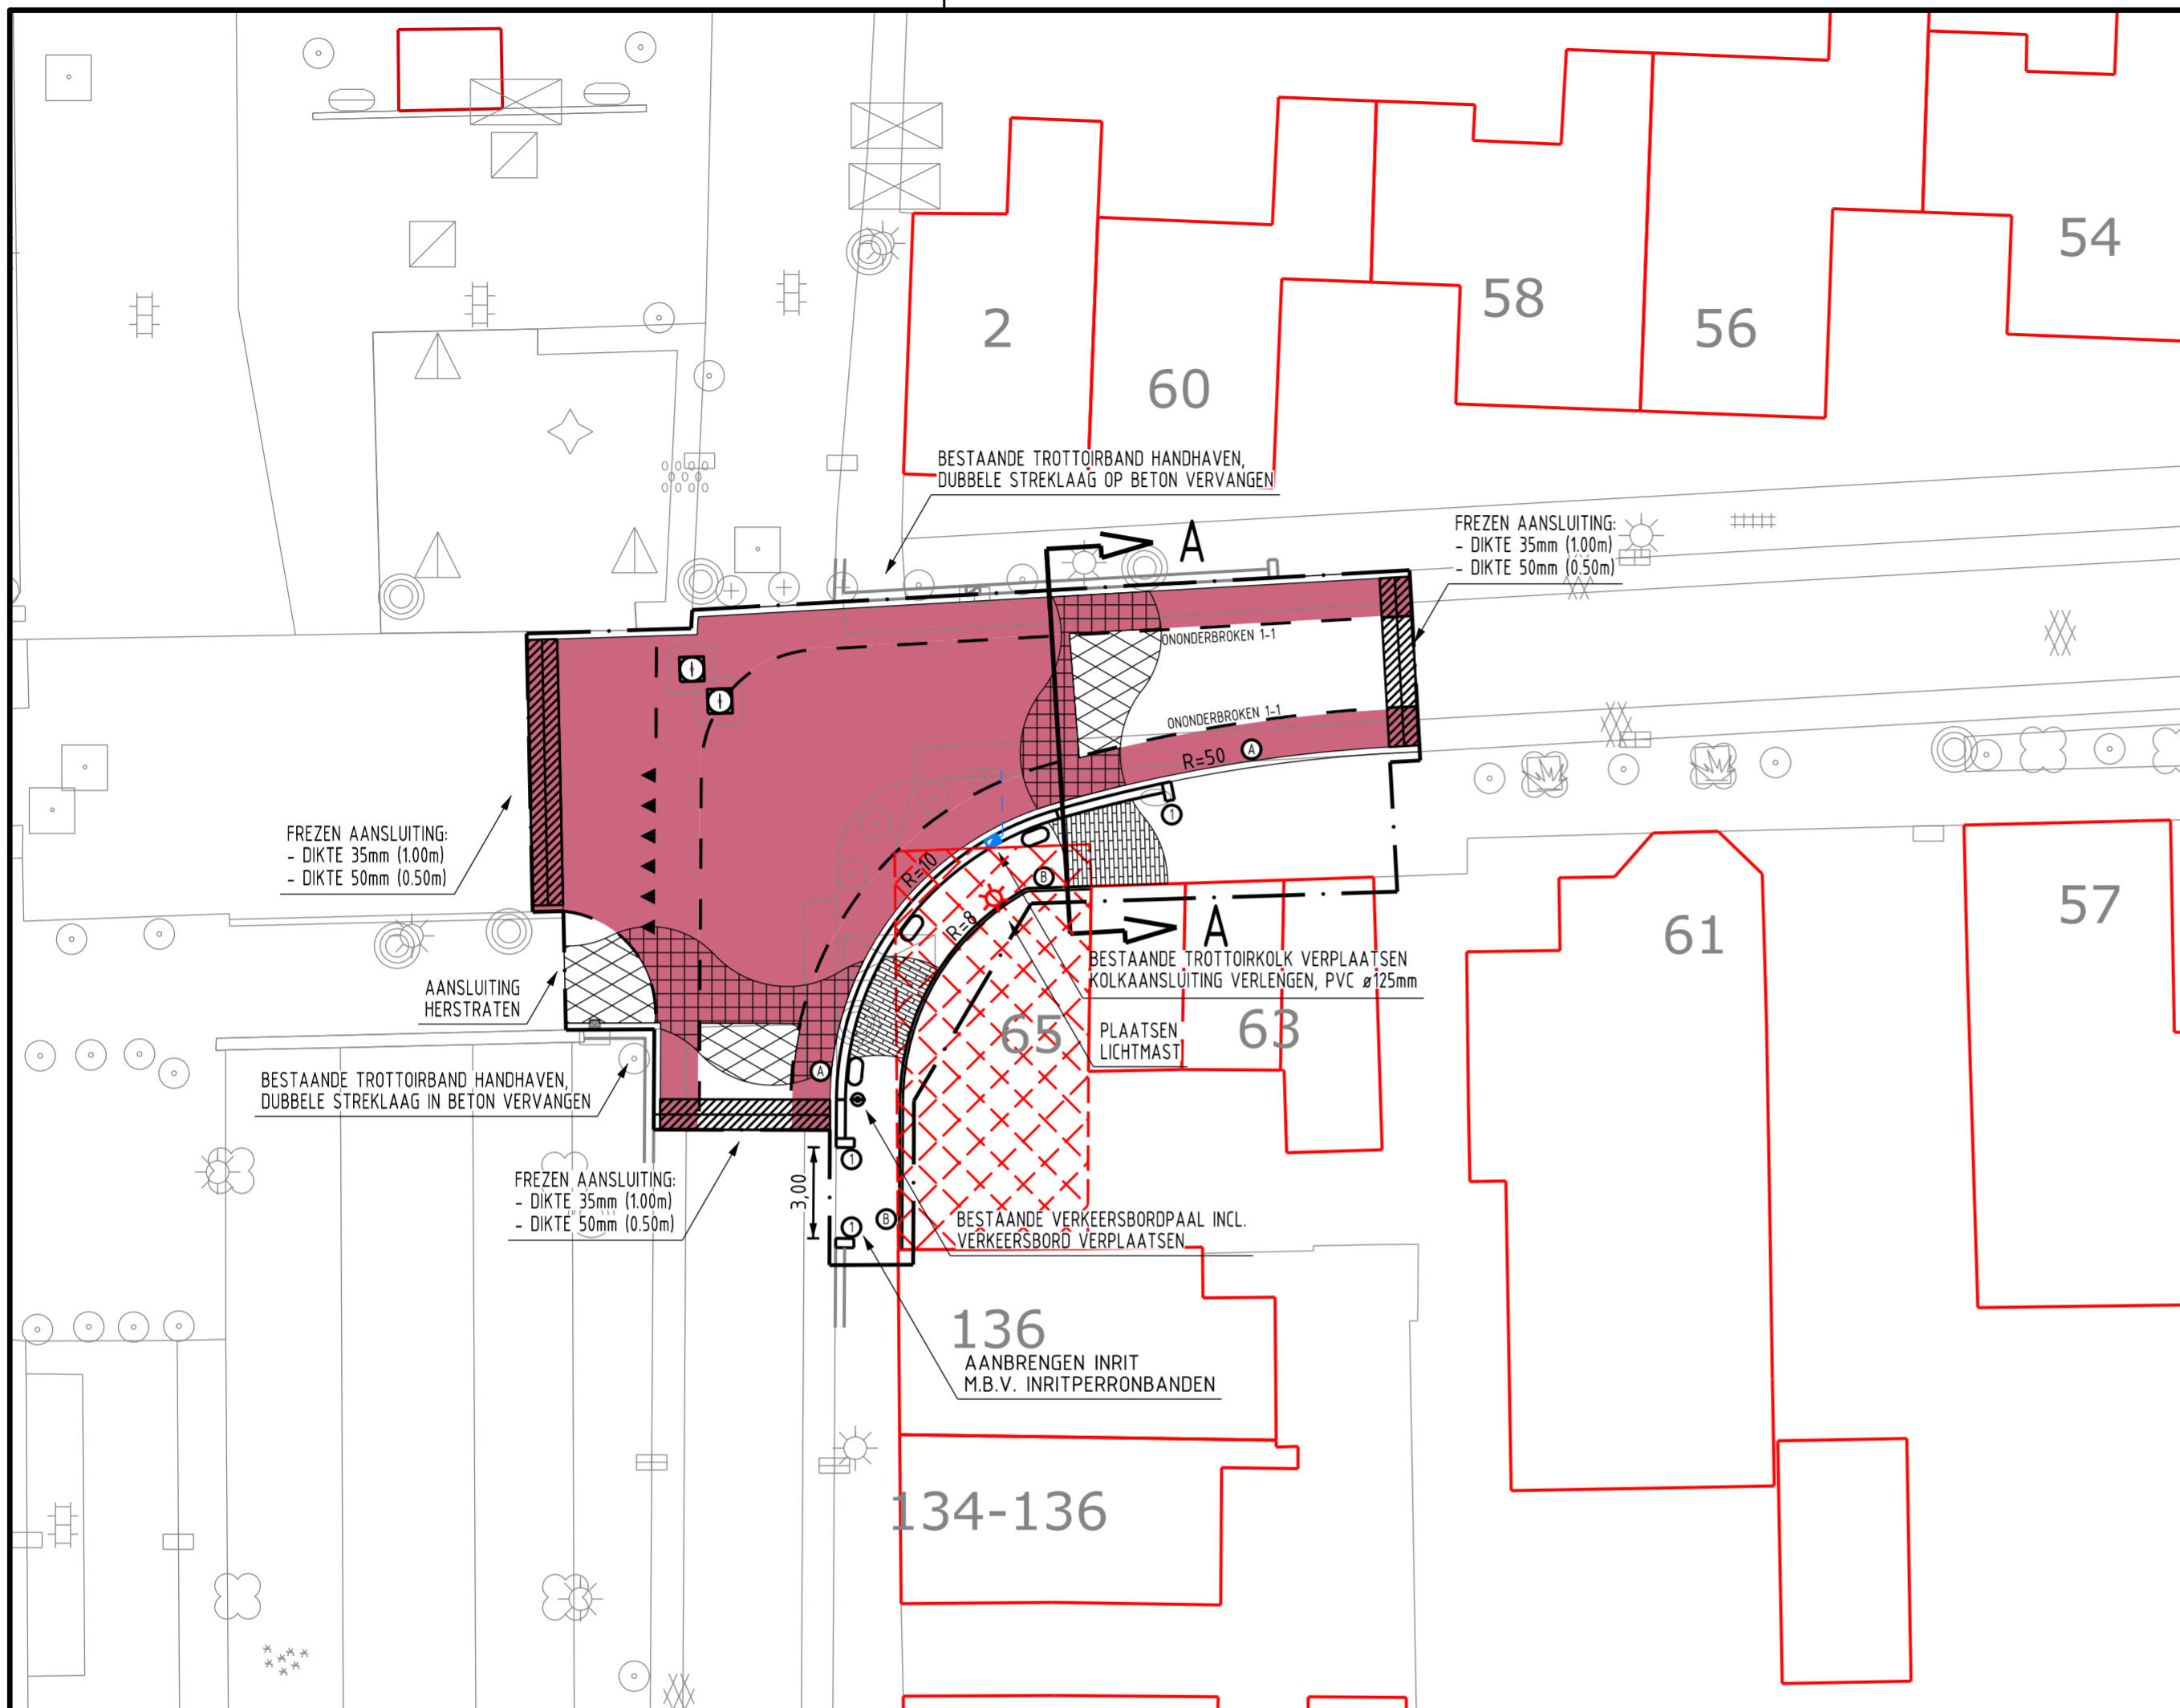 54
58
2
56
60
BESTAANDE TROTTOIRBAND HANDHAVEN,
DUBBELE STREKLAAG OP BETON VERVANGEN
FREZEN AANSLUITING:
- DIKTE 35mm (1.00m)
- DIKTE 50mm (0.50m)
A
ONONDERBROKEN 1-1
ONONDERBROKEN 1-1
R=50
A
1
FREZEN AANSLUITING:
- DIKTE 35mm (1.00m)
- DIKTE 50mm (0.50m)
R=10
B
R=8
A
57
61
BESTAANDE TROTTOIRKOLK VERPLAATSEN
KOLKAANSLUITING VERLENGEN, PVC ø125mm
AANSLUITING
HERSTRATEN
65
63
PLAATSEN
LICHTMAST
A
BESTAANDE TROTTOIRBAND HANDHAVEN,
DUBBELE STREKLAAG IN BETON VERVANGEN
1
FREZEN AANSLUITING:
- DIKTE 35mm (1.00m)
- DIKTE 50mm (0.50m)
3,00
1
B
BESTAANDE VERKEERSBORDPAAL INCL.
VERKEERSBORD VERPLAATSEN
136
AANBRENGEN INRIT
M.B.V. INRITPERRONBANDEN
134-136